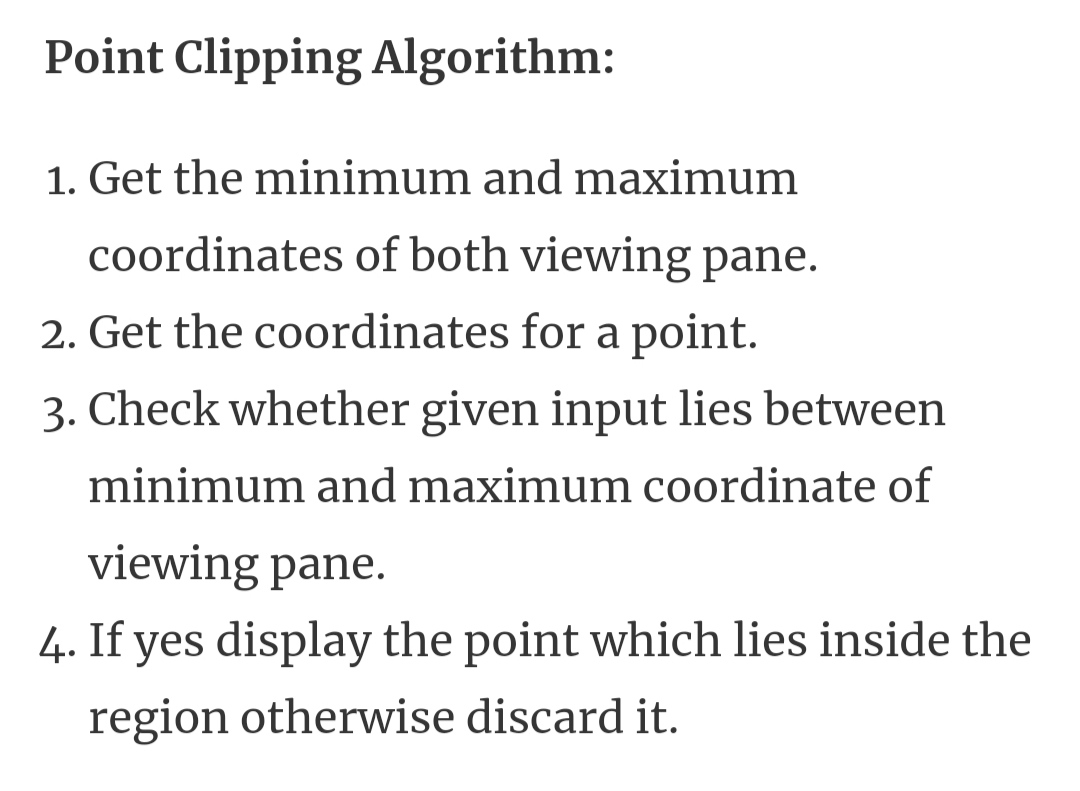 Point Clipping Algorithm:
1. Get the minimum and maximum
coordinates of both viewing pane.
2. Get the coordinates for a point.
3. Check whether given input lies between
minimum and maximum coordinate of
viewing pane.
4. If yes display the point which lies inside the
region otherwise discard it.